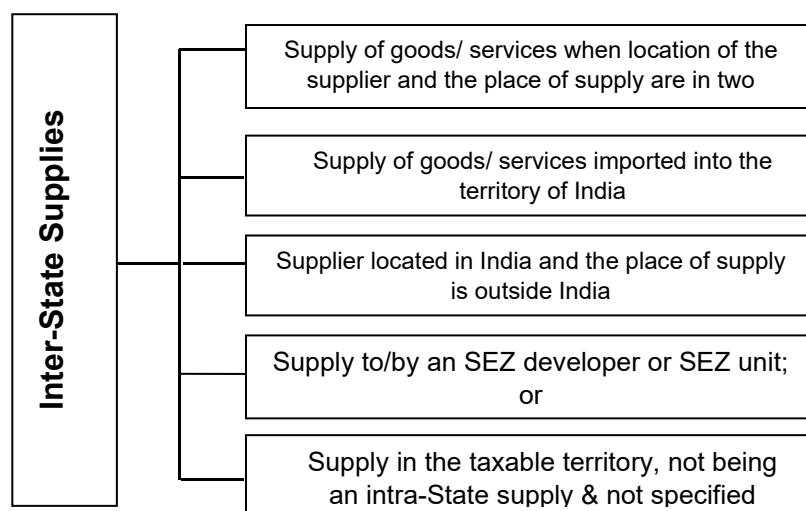 Inter-State Supplies
Supply of goods/ services when location of the
supplier and the place of supply are in two
Supply of goods/ services imported into the
territory of India
Supplier located in India and the place of supply
is outside India
Supply to/by an SEZ developer or SEZ unit;
or
Supply in the taxable territory, not being
an intra-State supply & not specified